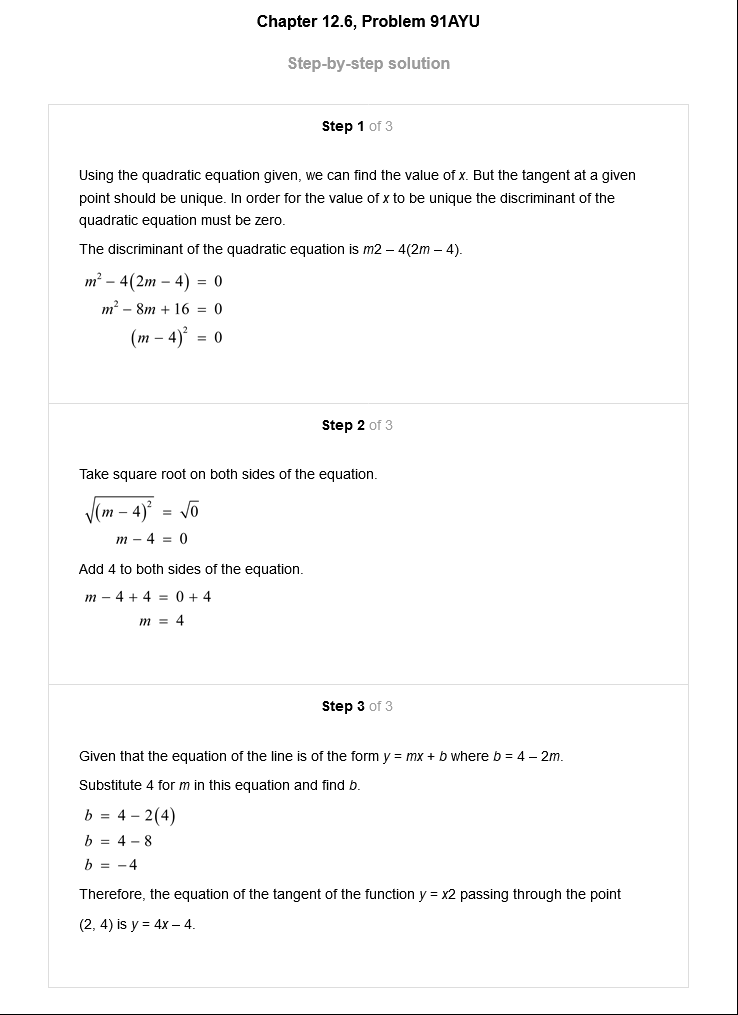 Chapter 12.6, Problem 91AYU
Step-by-step solution
Step 1 of 3
Using the quadratic equation given, we can find the value of x. But the tangent at a given
point should be unique. In order for the value of x to be unique the discriminant of the
quadratic equation must be zero.
The discriminant of the quadratic equation is m2 – 4(2m – 4).
m² − 4(2m − 4) = 0
m² − 8m + 16 = 0
(m − 4)² = 0
Step 2 of 3
Take square root on both sides of the equation.
√(m − 4)² = √0
m − 4 = 0
Add 4 to both sides of the equation.
m − 4 + 4 = 0 + 4
m = 4
Step 3 of 3
Given that the equation of the line is of the form y = mx + b where b = 4 – 2m.
Substitute 4 for m in this equation and find b.
b = 4 − 2(4)
b = 4 − 8
b = −4
Therefore, the equation of the tangent of the function y = x2 passing through the point
(2, 4) is y = 4x – 4.